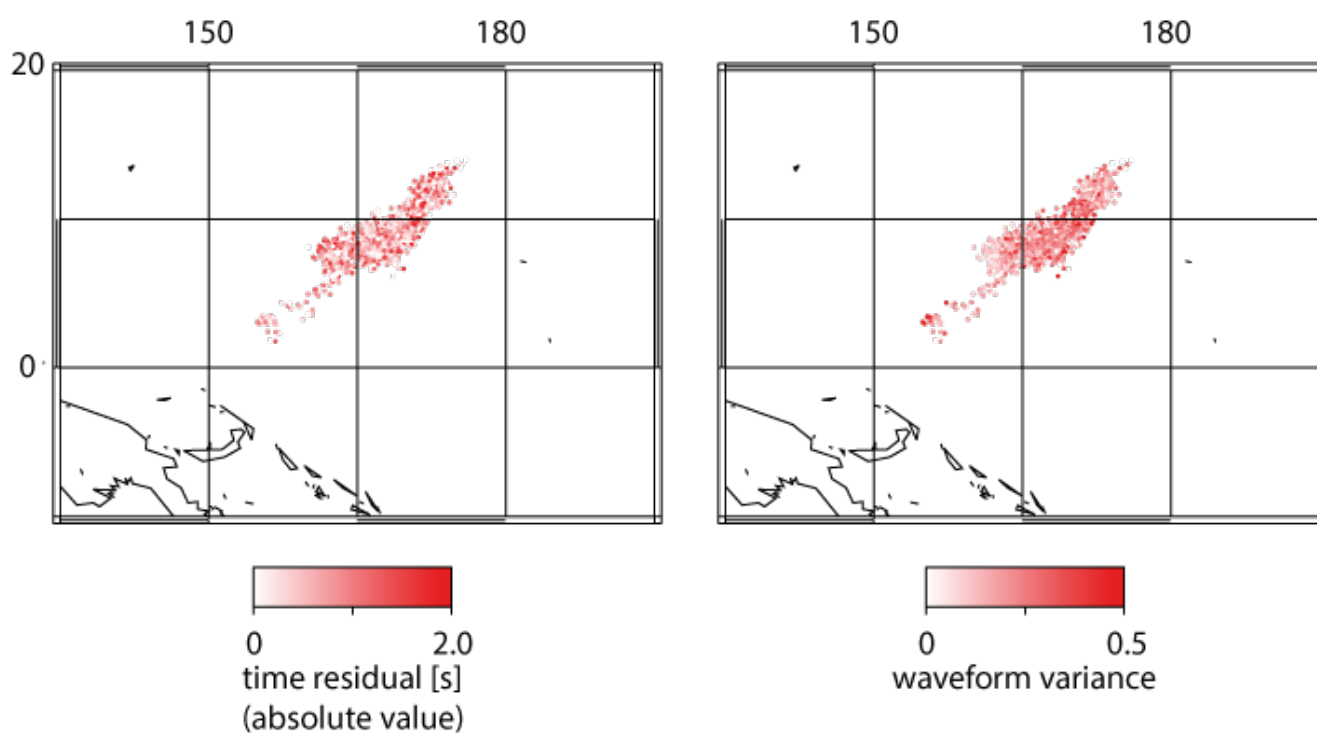 150 180 150 180
20
0
0 2.0 0 0.5
time residual [s] waveform variance
(absolute value)